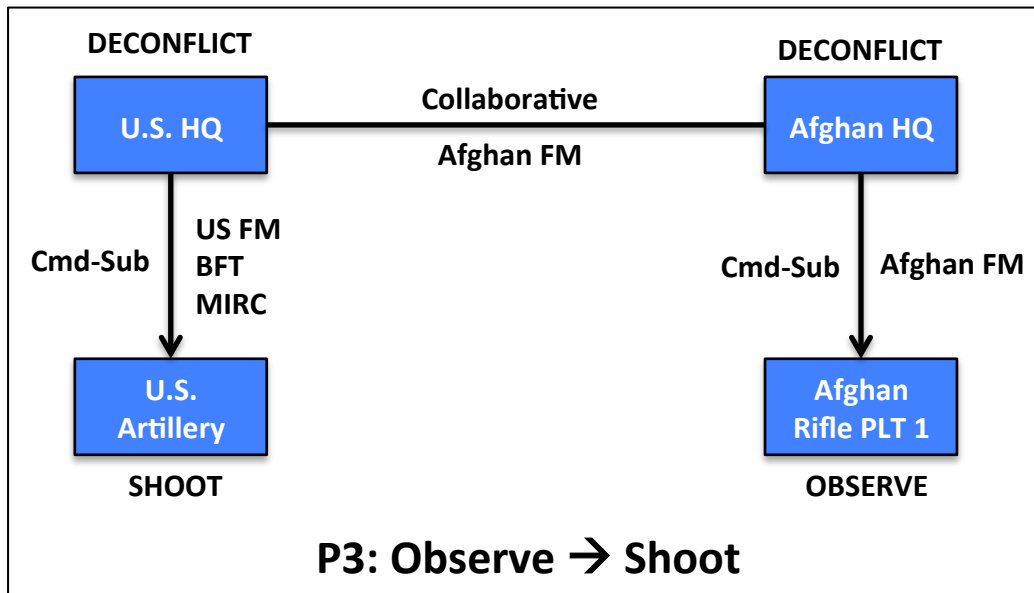 DECONFLICT
DECONFLICT
U.S. HQ
Collaborative
Afghan FM
Afghan HQ
Cmd-Sub
US FM
BFT
MIRC
Cmd-Sub
Afghan FM
U.S.
Artillery
Afghan
Rifle PLT 1
SHOOT
OBSERVE
P3: Observe → Shoot